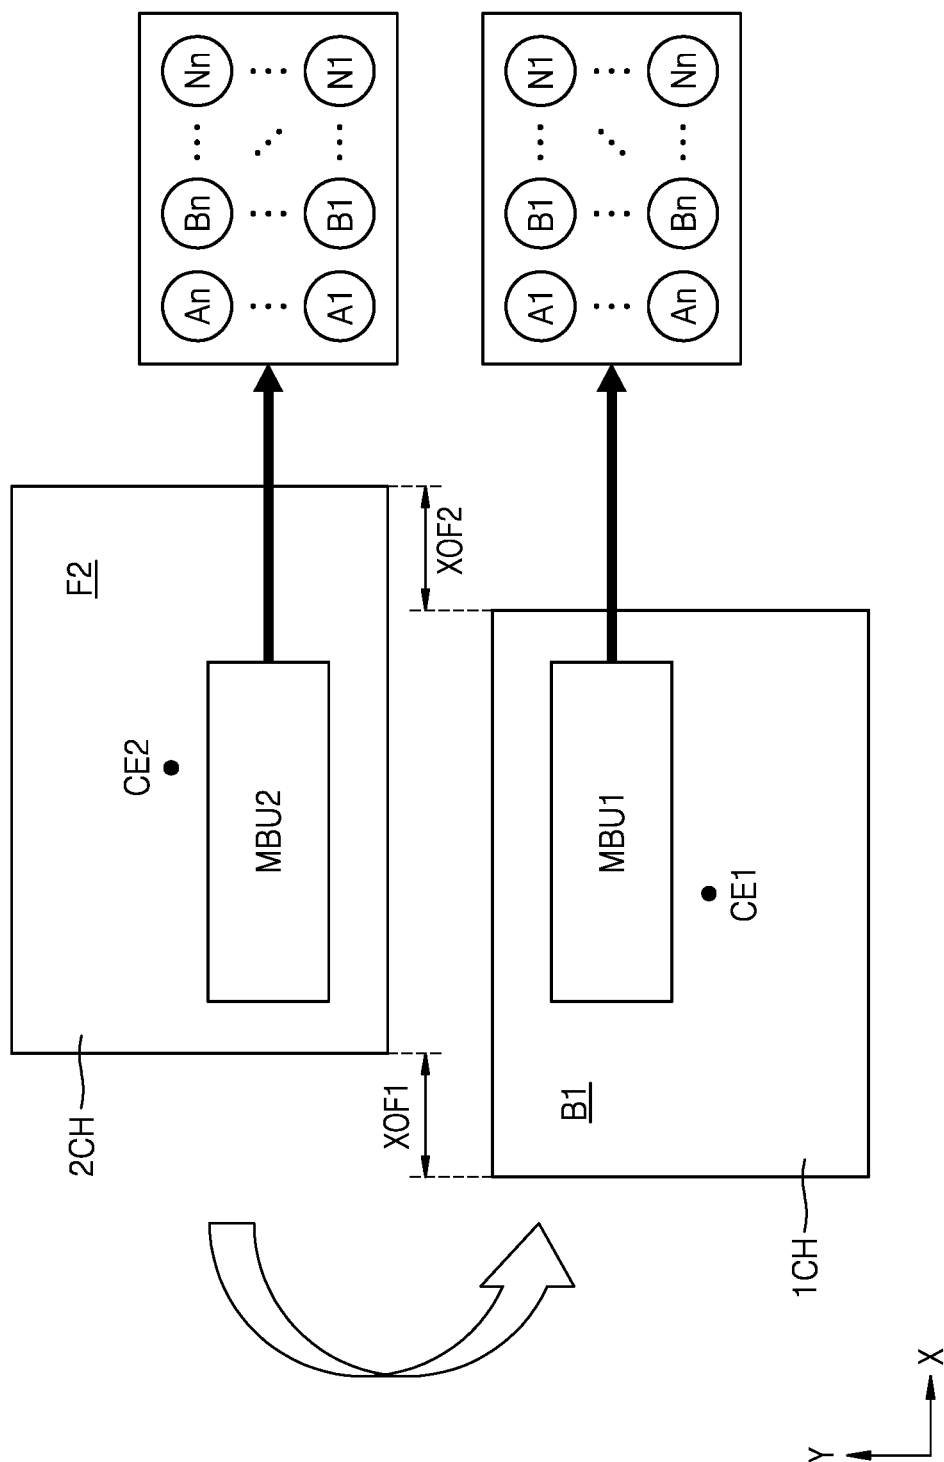 2CH
F2
CE2
MBU2
An Bn ... Nn
... ... ...
A1 B1 ... N1
XOF1
XOF2
B1
MBU1
CE1
1CH
A1 B1 ... N1
... ... ...
An Bn ... Nn
Y
X